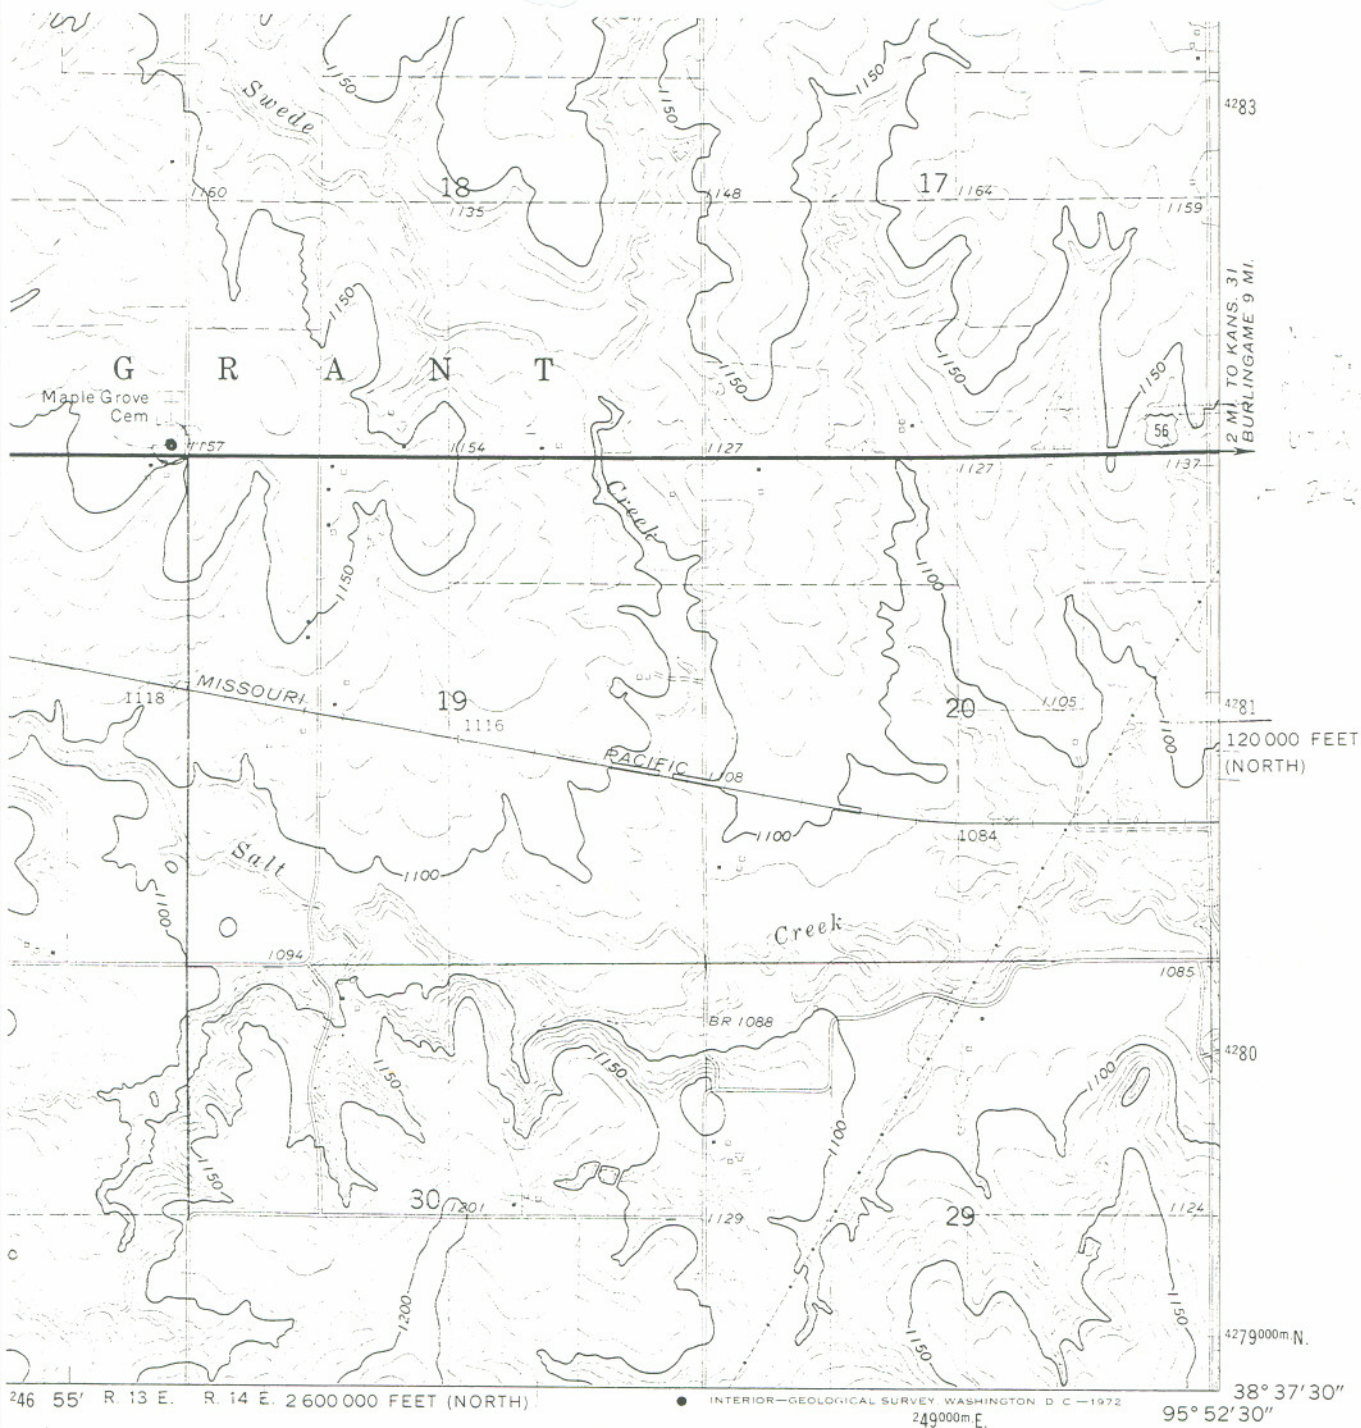 1150
1150
1150
4283
Swede
1160
18
1135
1148
17
1164
1159
1150
2 MI. TO KANS. 31
BURLINGAME 9 MI.
GRANT
1150
1150
1150
Maple Grove
Cem
56
1157
1154
1127
1127
1137
Creek
1150
1100
MISSOURI
1118
19
1116
20
1105
4281
1100
120 000 FEET
(NORTH)
PACIFIC
1108
1100
1084
Salt
1100
1100
Creek
1094
1085
BR 1088
1150
1150
1100
4280
1100
1150
30
1201
1129
29
1124
1200
1150
1150
4279000m.N.
246 55' R. 13 E. R. 14 E. 2 600 000 FEET (NORTH)
INTERIOR—GEOLOGICAL SURVEY, WASHINGTON, D. C.—1972
249000m.E.
38° 37' 30"
95° 52' 30"